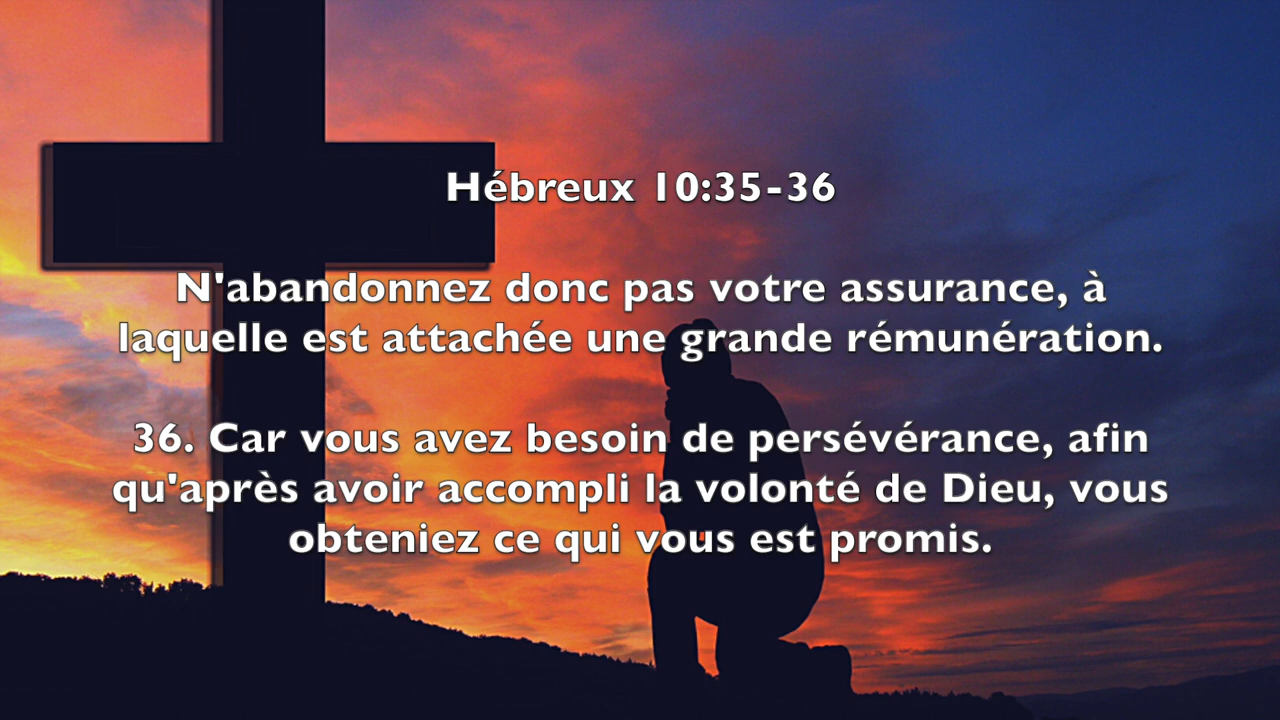 Hébreux 10:35-36
N'abandonnez donc pas votre assurance, à
laquelle est attachée une grande rémunération.
36. Car vous avez besoin de persévérance, afin
qu'après avoir accompli la volonté de Dieu, vous
obteniez ce qui vous est promis.